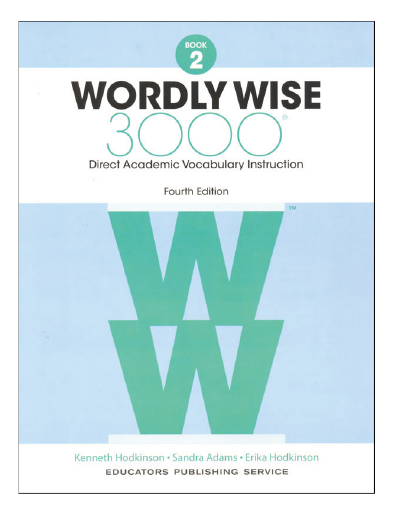 BOOK
2
WORDLY WISE
3000®
Direct Academic Vocabulary Instruction
Fourth Edition
™
W
W
Kenneth Hodkinson • Sandra Adams • Erika Hodkinson
EDUCATORS PUBLISHING SERVICE